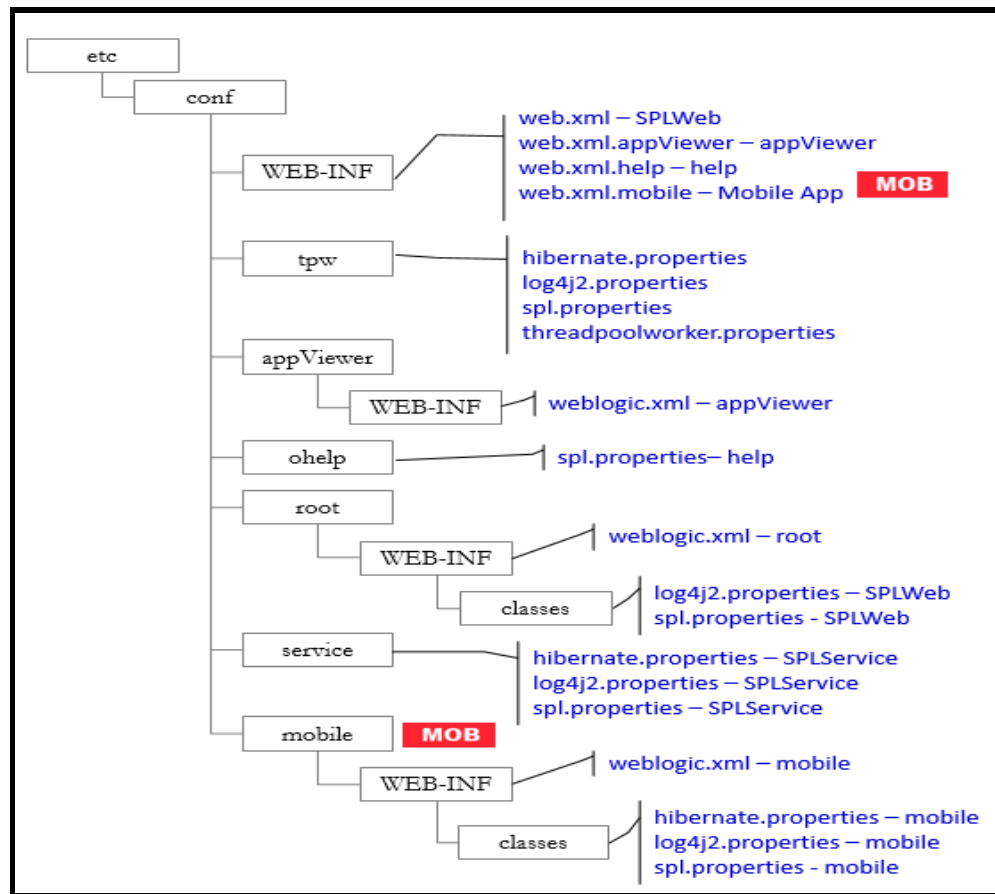 etc
conf
WEB-INF
web.xml – SPLWeb
web.xml.appViewer – appViewer
web.xml.help – help
web.xml.mobile – Mobile App MOB
tpw
hibernate.properties
log4j2.properties
spl.properties
threadpoolworker.properties
appViewer
WEB-INF
weblogic.xml – appViewer
ohelp
spl.properties– help
root
weblogic.xml – root
WEB-INF
classes
log4j2.properties – SPLWeb
spl.properties - SPLWeb
service
hibernate.properties – SPLService
log4j2.properties – SPLService
spl.properties – SPLService
mobile MOB
weblogic.xml – mobile
WEB-INF
classes
hibernate.properties – mobile
log4j2.properties – mobile
spl.properties - mobile